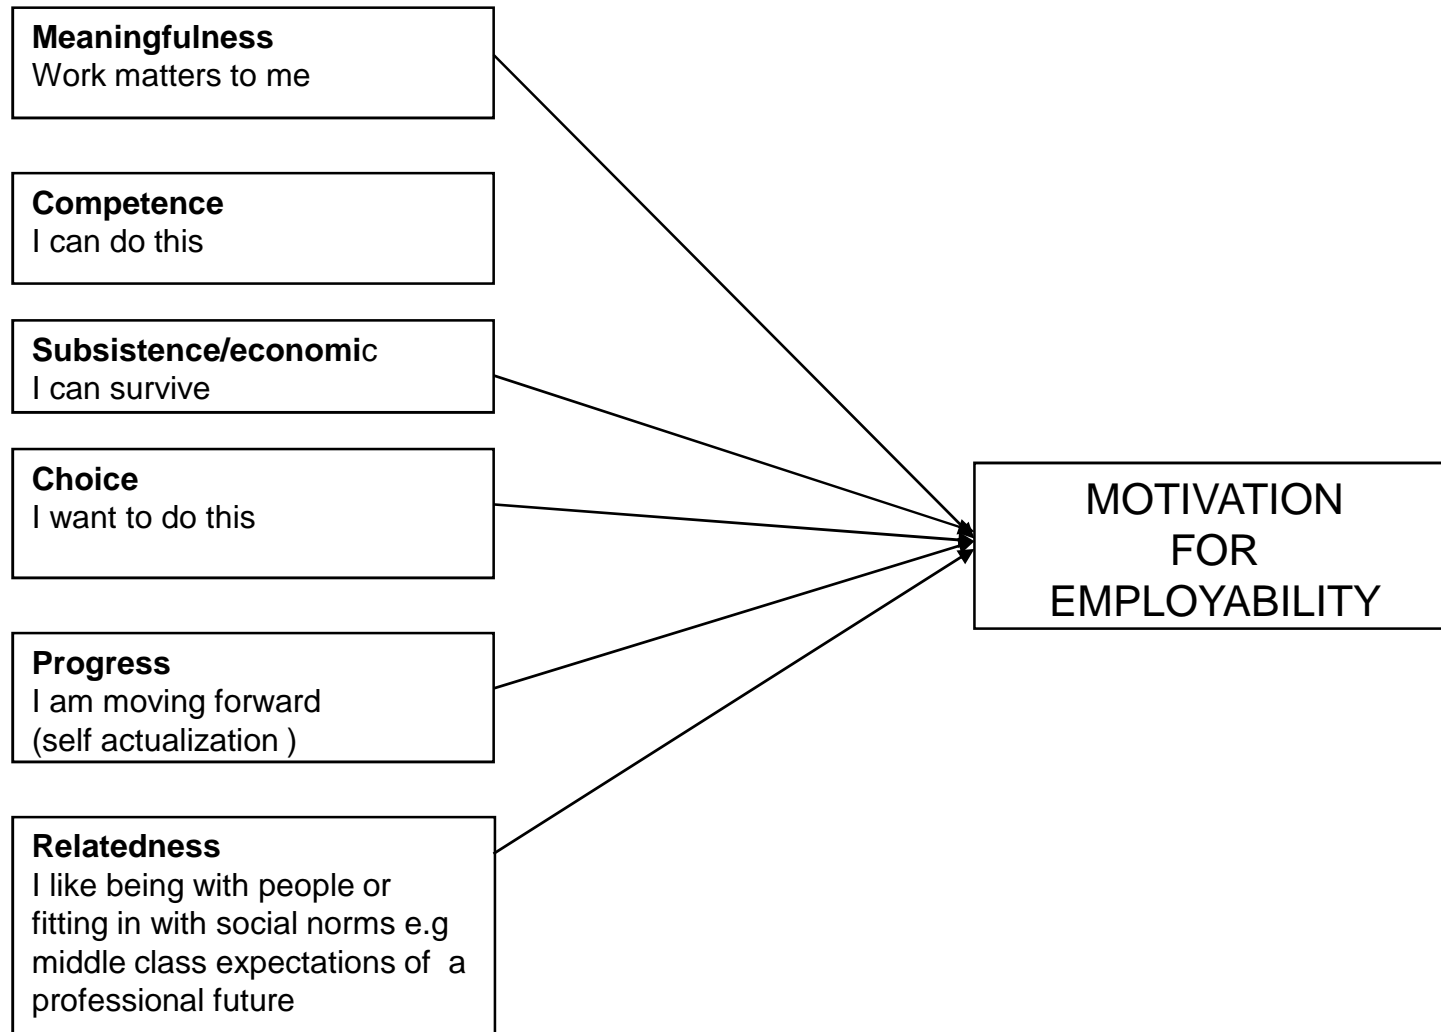 Meaningfulness
Work matters to me
Competence
I can do this
Subsistence/economic
I can survive
Choice
I want to do this
Progress
I am moving forward
(self actualization )
Relatedness
I like being with people or
fitting in with social norms e.g
middle class expectations of  a
professional future
MOTIVATION
FOR
EMPLOYABILITY